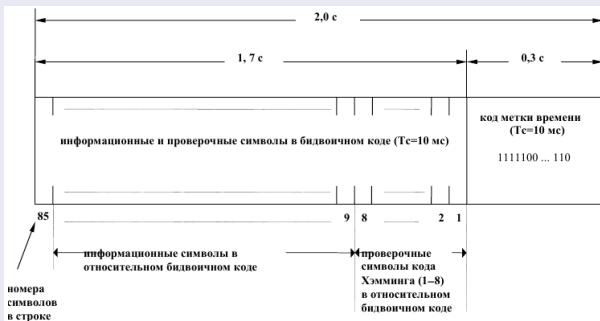 2,0 с
1, 7 с
0,3 с
код метки времени
(Тс=10 мс)
информационные и проверочные символы в бидвоичном коде (Тс=10 мс)
1111100 ... 110
85
9 8
2 1
информационные символы в
относительном бидвоичном коде
проверочные
символы кода
Хэмминга (1–8)
в относительном
бидвоичном коде
номера
символов
в строке